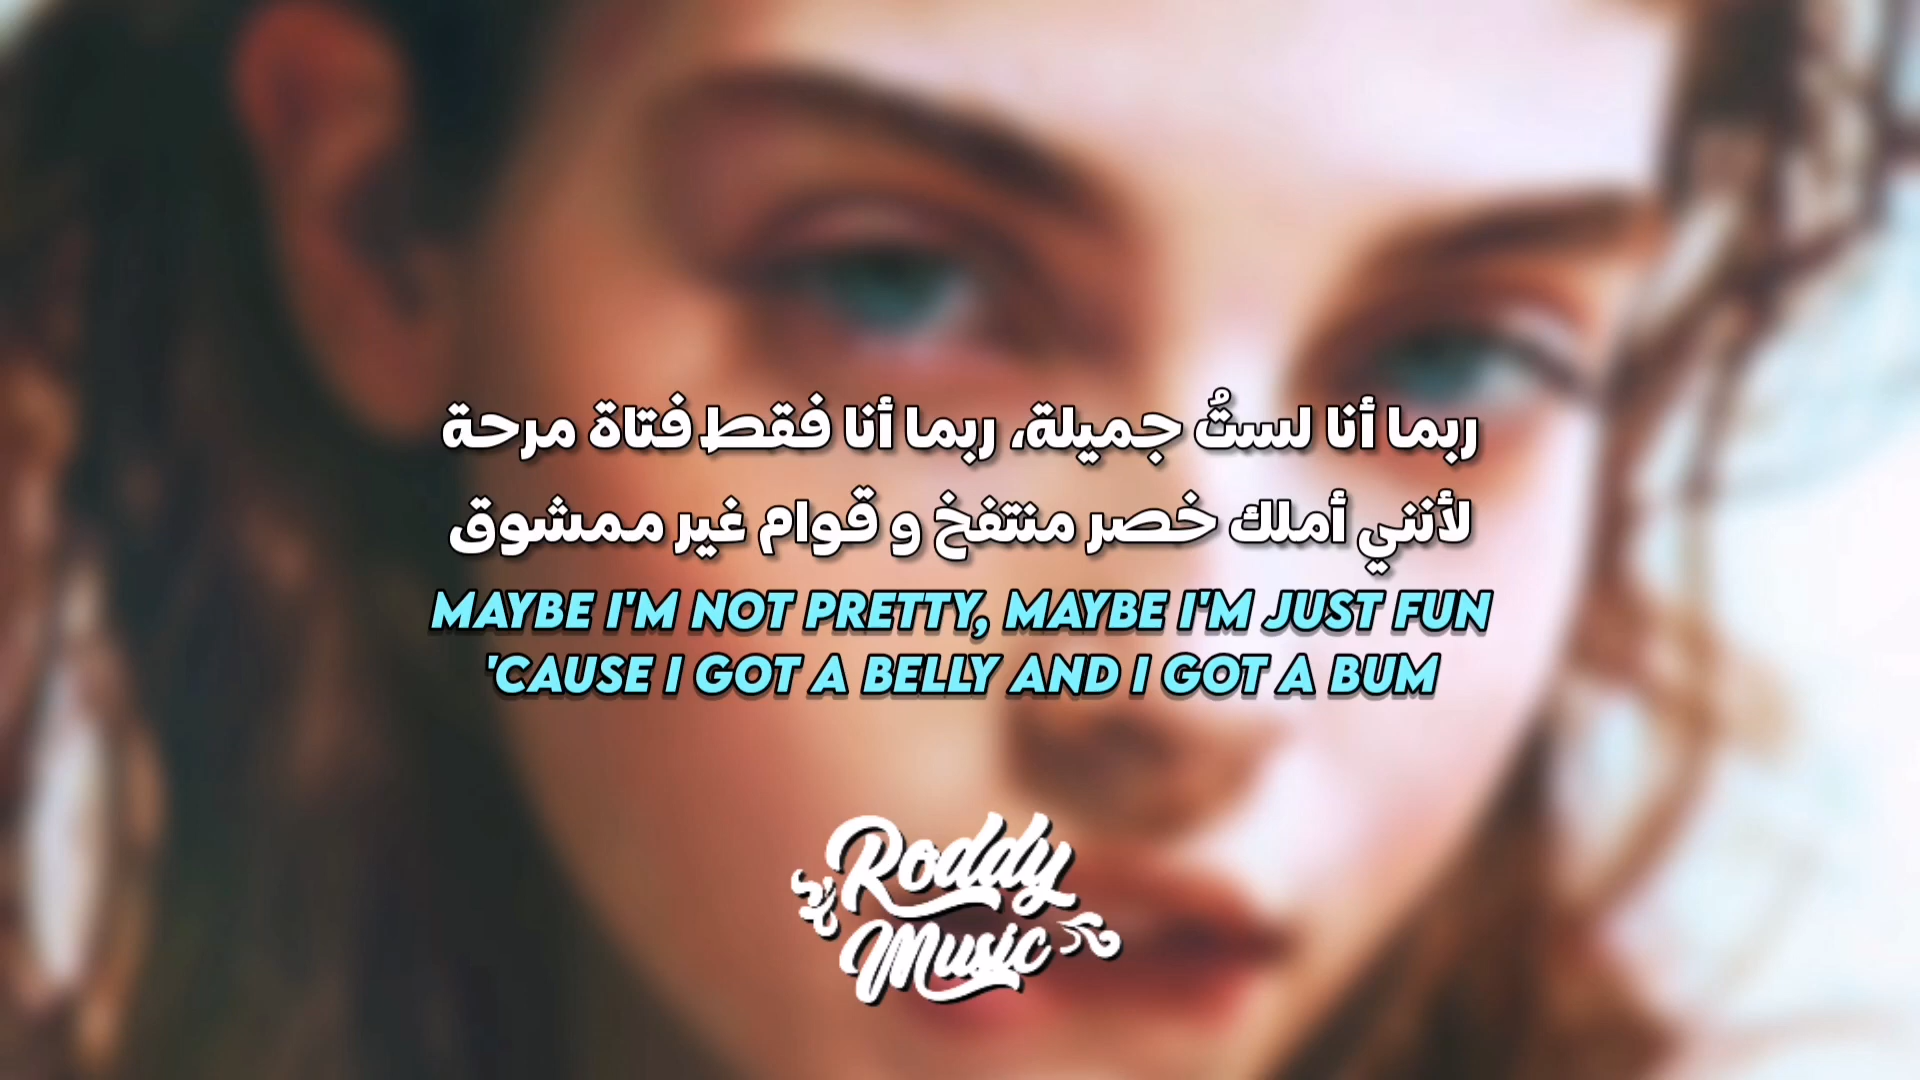 ربما أنا لستُ جميلة، ربما أنا فقط فتاة مرحة
لأنني أملك خصر منتفخ و قوام غير ممشوق
MAYBE I'M NOT PRETTY, MAYBE I'M JUST FUN
'CAUSE I GOT A BELLY AND I GOT A BUM
Roddy
Music